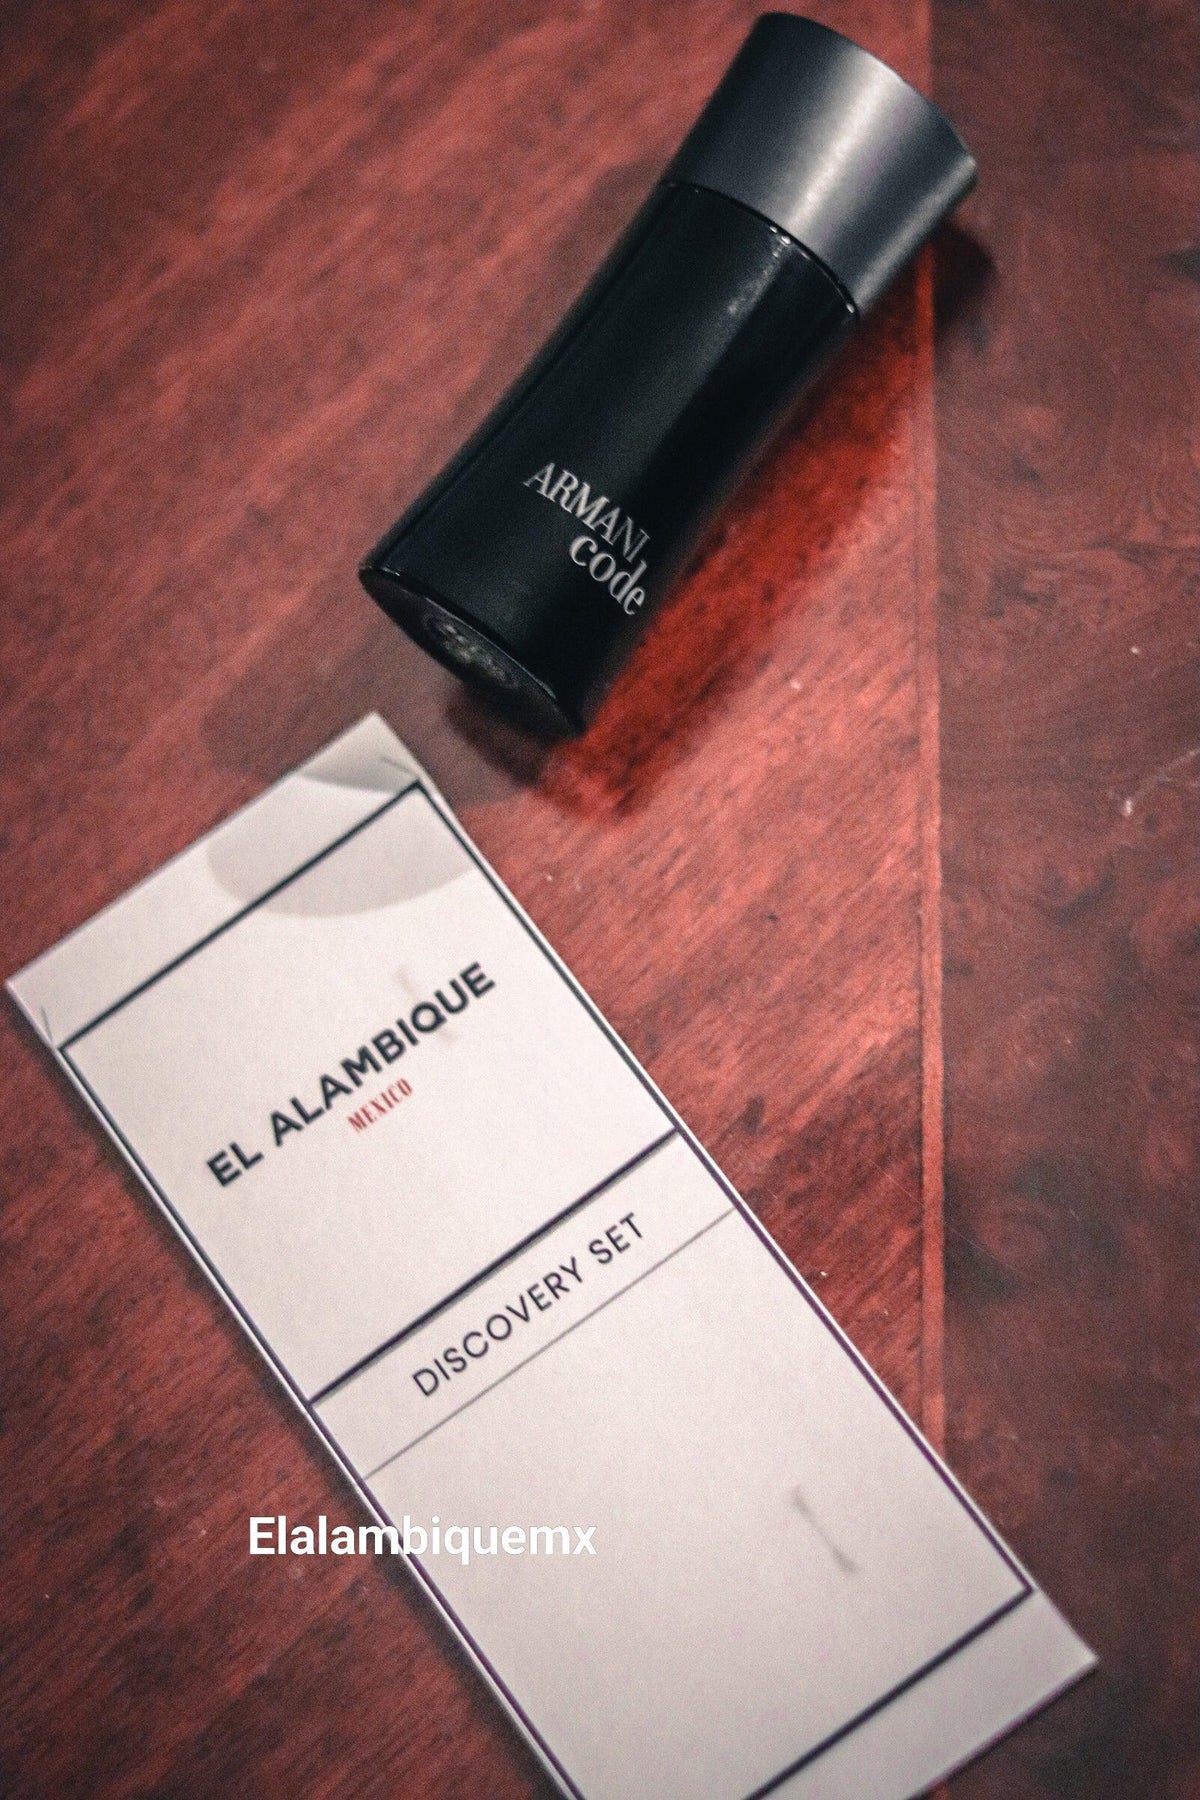 ARMANI
code
EL ALAMBIQUE
MEXICO
DISCOVERY SET
Elalambiquemx